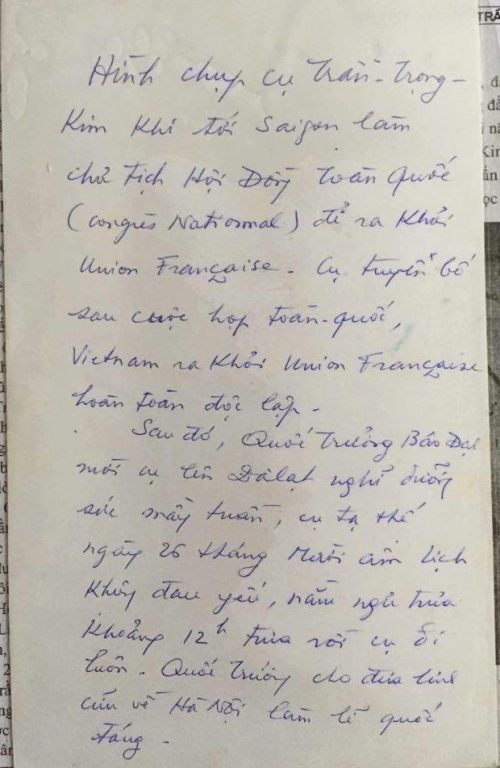 Hình chụp cụ Trần-Trọng-
Kim khi tới Saigon làm
chủ tịch Hội Đồng toàn Quốc
(congrès National) để ra khỏi
Union Française. Cụ tuyên bố
sau cuộc họp toàn-quốc,
Vietnam ra khỏi Union Française
hoàn toàn độc lập.
Sau đó, Quốc trưởng Bảo Đại
mời cụ lên Đàlạt nghỉ dưỡng
sức mấy tuần, cụ tạ thế
ngày 26 tháng Mười âm lịch
không đau yếu, nằm ngủ trưa
khoảng 12h trưa rồi cụ đi
luôn. Quốc trưởng cho đưa linh
cữu về Hà Nội làm lễ quốc
táng.
TRẦ